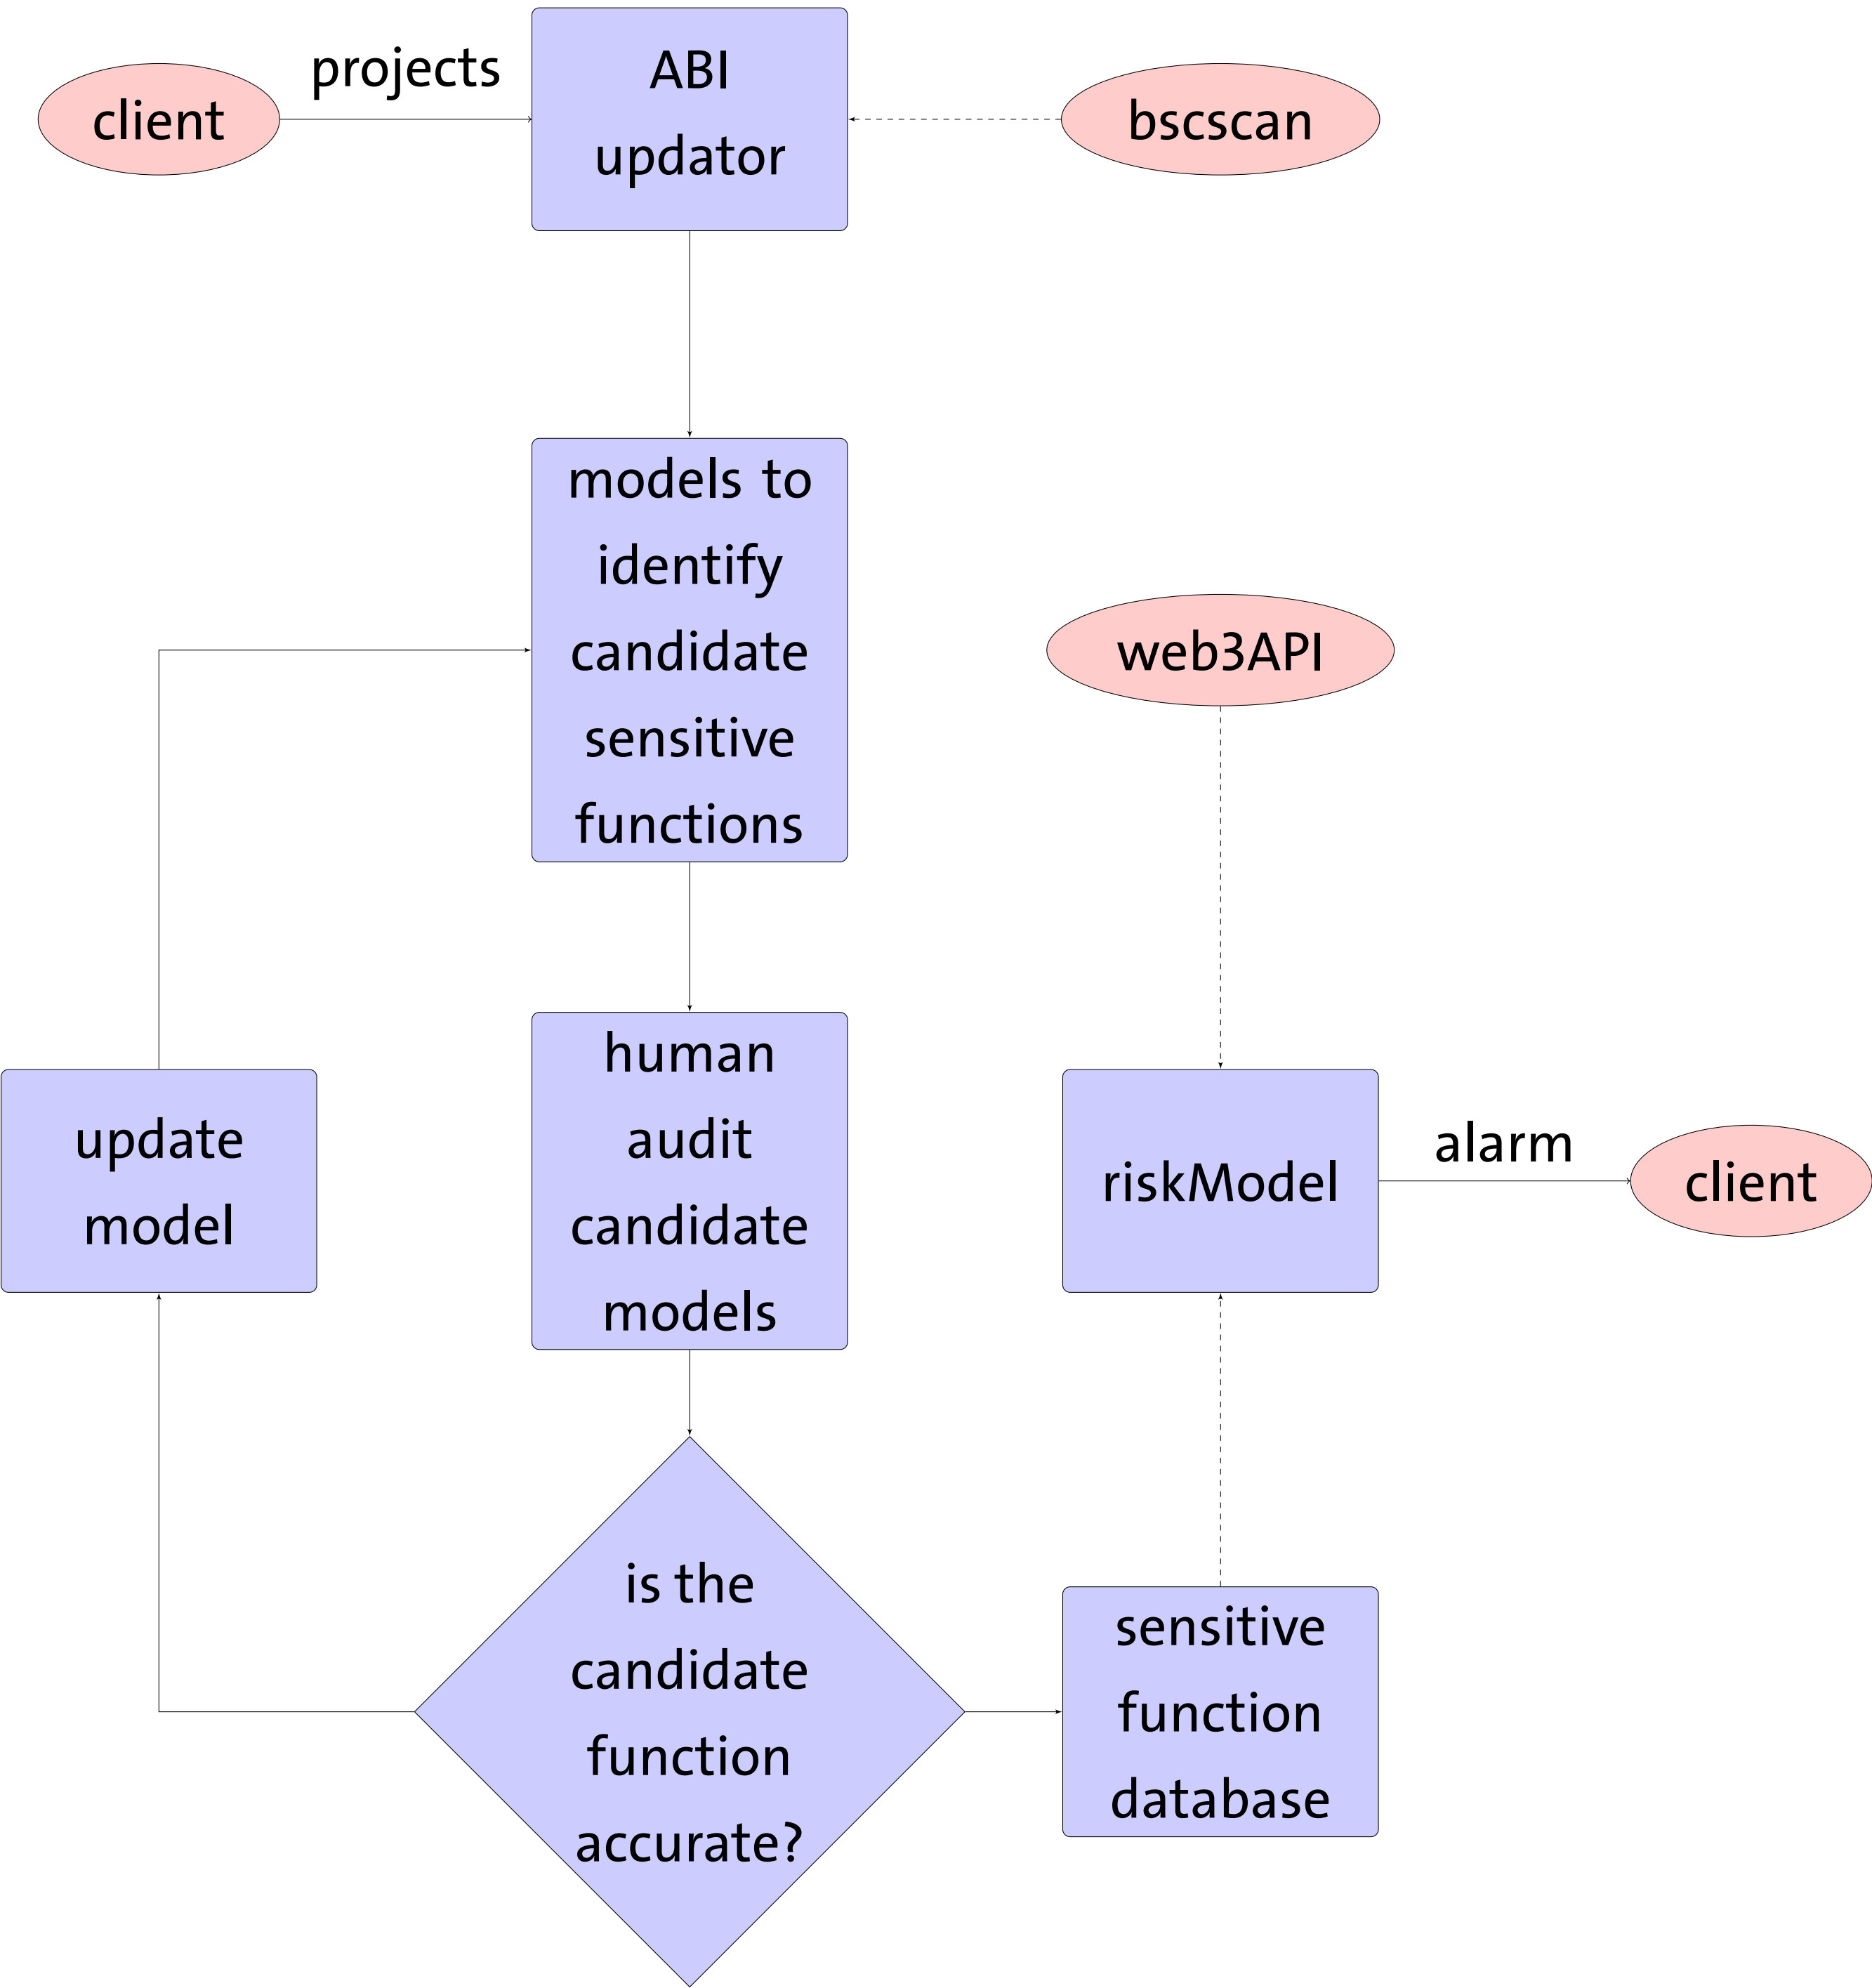 projects
client
ABI
updator
bscscan
models to
identify
candidate
sensitive
functions
web3API
update
model
human
audit
candidate
models
riskModel
alarm
client
is the
candidate
function
accurate?
sensitive
function
database